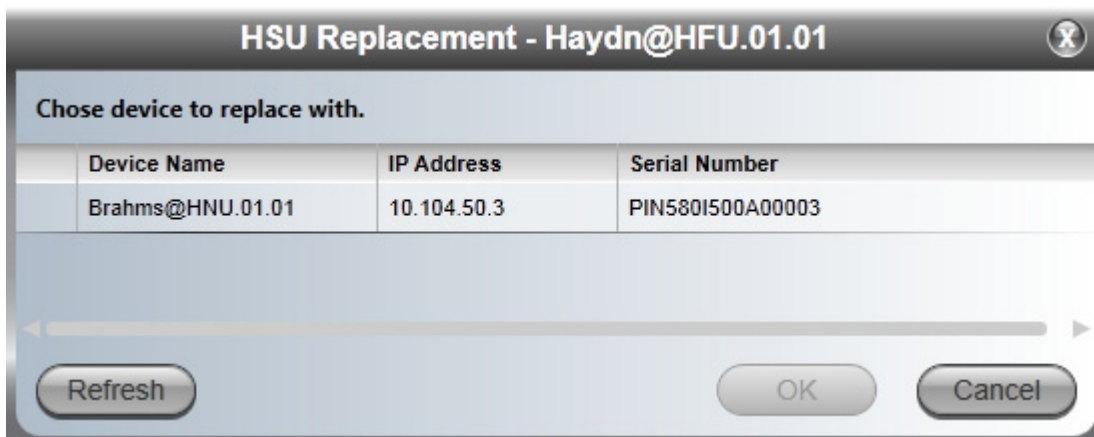 HSU Replacement - Haydn@HFU.01.01
X
Chose device to replace with.
Device Name IP Address Serial Number
Brahms@HNU.01.01 10.104.50.3 PIN580I500A00003
Refresh OK Cancel